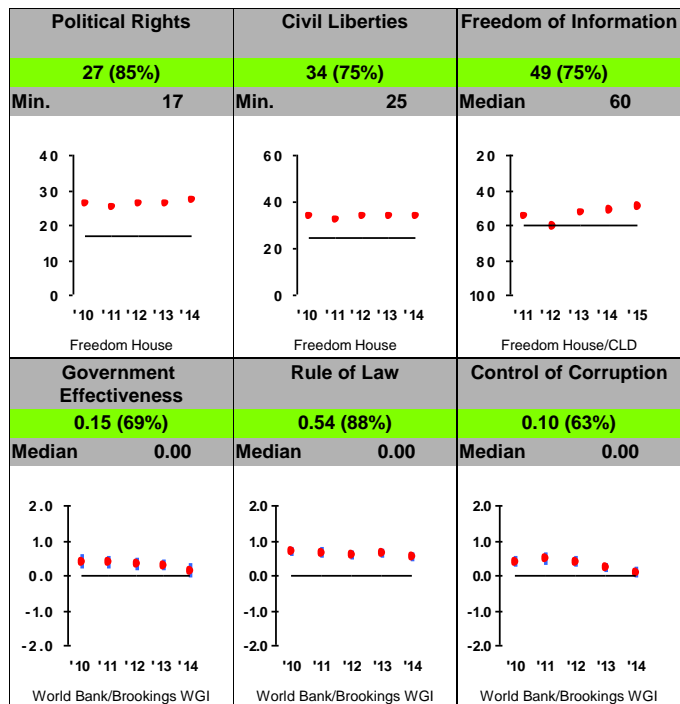 Political Rights
27 (85%)
Min. 17
40
30
20
10
0
'10 '11 '12 '13 '14
Freedom House
Civil Liberties
34 (75%)
Min. 25
60
40
20
0
'10 '11 '12 '13 '14
Freedom House
Freedom of Information
49 (75%)
Median 60
20
40
60
80
100
'11 '12 '13 '14 '15
Freedom House/CLD
Government
Effectiveness
0.15 (69%)
Median 0.00
2.0
1.0
0.0
-1.0
-2.0
'10 '11 '12 '13 '14
World Bank/Brookings WGI
Rule of Law
0.54 (88%)
Median 0.00
2.0
1.0
0.0
-1.0
-2.0
'10 '11 '12 '13 '14
World Bank/Brookings WGI
Control of Corruption
0.10 (63%)
Median 0.00
2.0
1.0
0.0
-1.0
-2.0
'10 '11 '12 '13 '14
World Bank/Brookings WGI